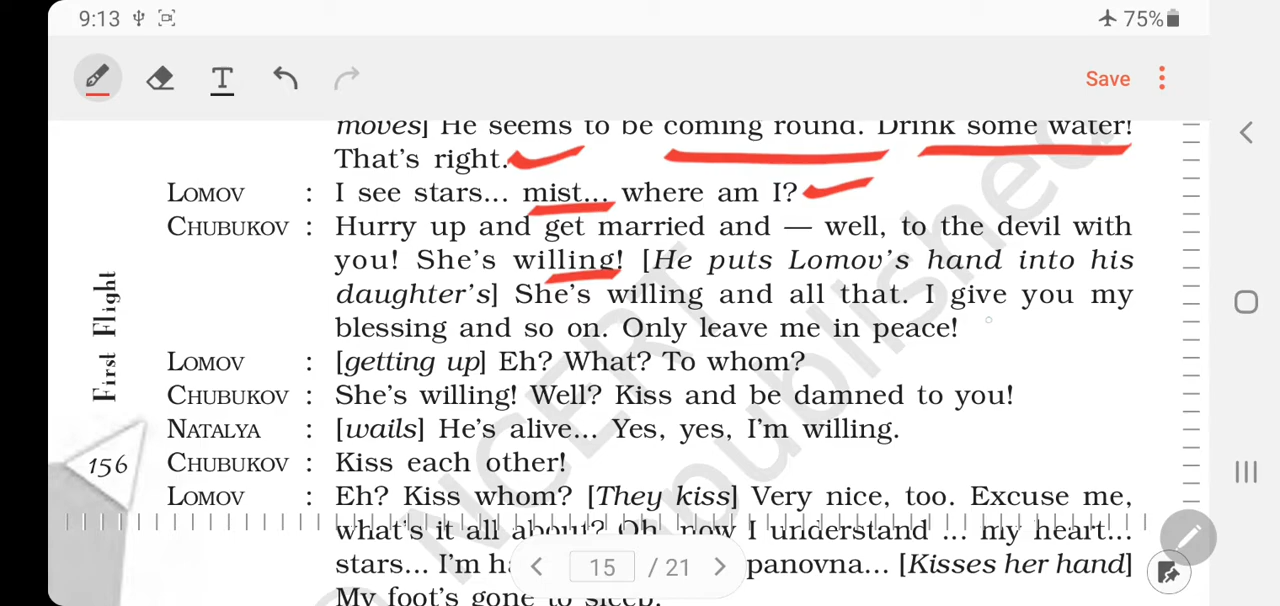 9:13 75%
T Save
moves] He seems to be coming round. Drink some water!
That's right.
LOMOV : I see stars... mist... where am I?
CHUBUKOV : Hurry up and get married and — well, to the devil with
you! She's willing! [He puts Lomov's hand into his
daughter's] She's willing and all that. I give you my
blessing and so on. Only leave me in peace!
LOMOV : [getting up] Eh? What? To whom?
CHUBUKOV : She's willing! Well? Kiss and be damned to you!
NATALYA : [wails] He's alive... Yes, yes, I'm willing.
CHUBUKOV : Kiss each other!
LOMOV : Eh? Kiss whom? [They kiss] Very nice, too. Excuse me,
what's it all about? Oh, now I understand ... my heart...
stars... I'm ha panovna... [Kisses her hand]
My foot's gone to sleep.
First Flight
156
15 / 21
NCERT
published